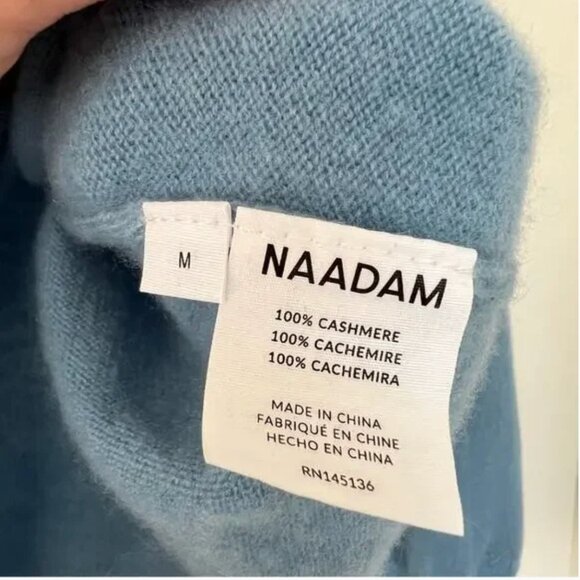 M
NAADAM
100% CASHMERE
100% CACHEMIRE
100% CACHEMIRA
MADE IN CHINA
FABRIQUÉ EN CHINE
HECHO EN CHINA
RN145136